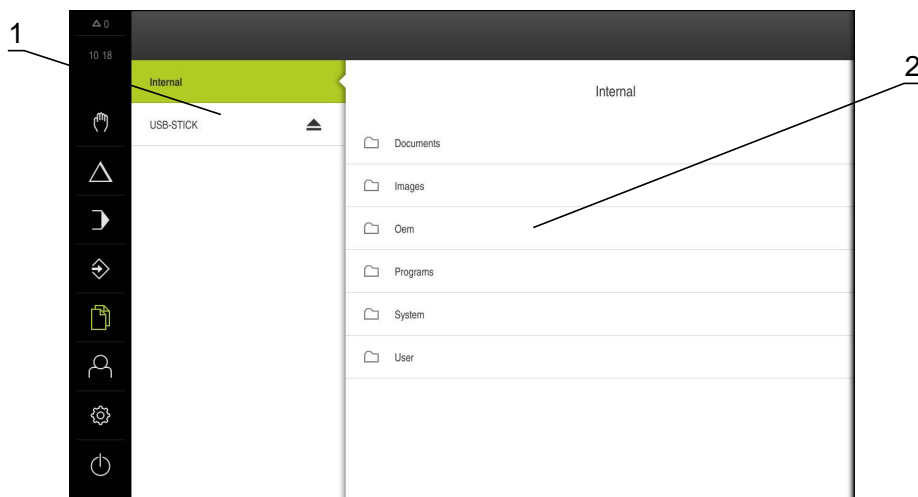 1
0
10 18
Internal
USB-STICK
2
Internal
Documents
Images
Oem
Programs
System
User